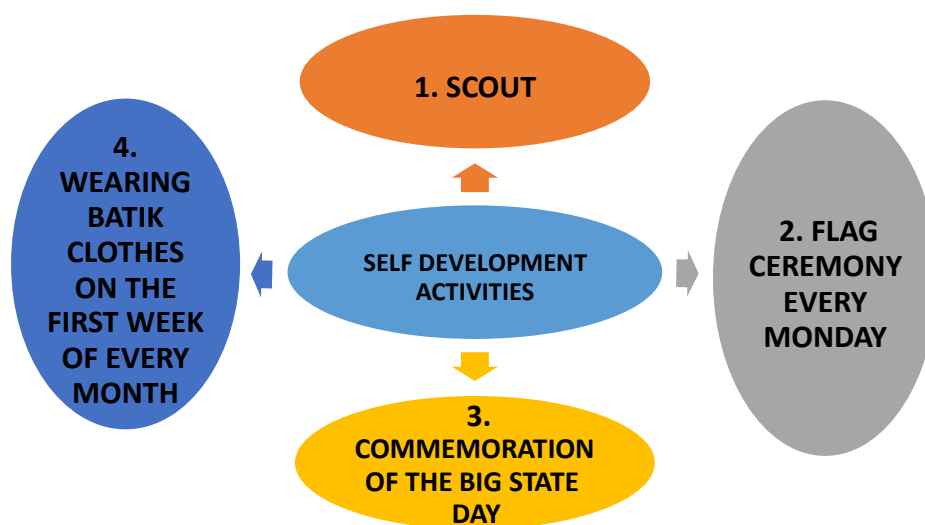 1. SCOUT
4.
WEARING
BATIK
CLOTHES
ON THE
FIRST WEEK
OF EVERY
MONTH
SELF DEVELOPMENT
ACTIVITIES
2. FLAG
CEREMONY
EVERY
MONDAY
3.
COMMEMORATION
OF THE BIG STATE
DAY